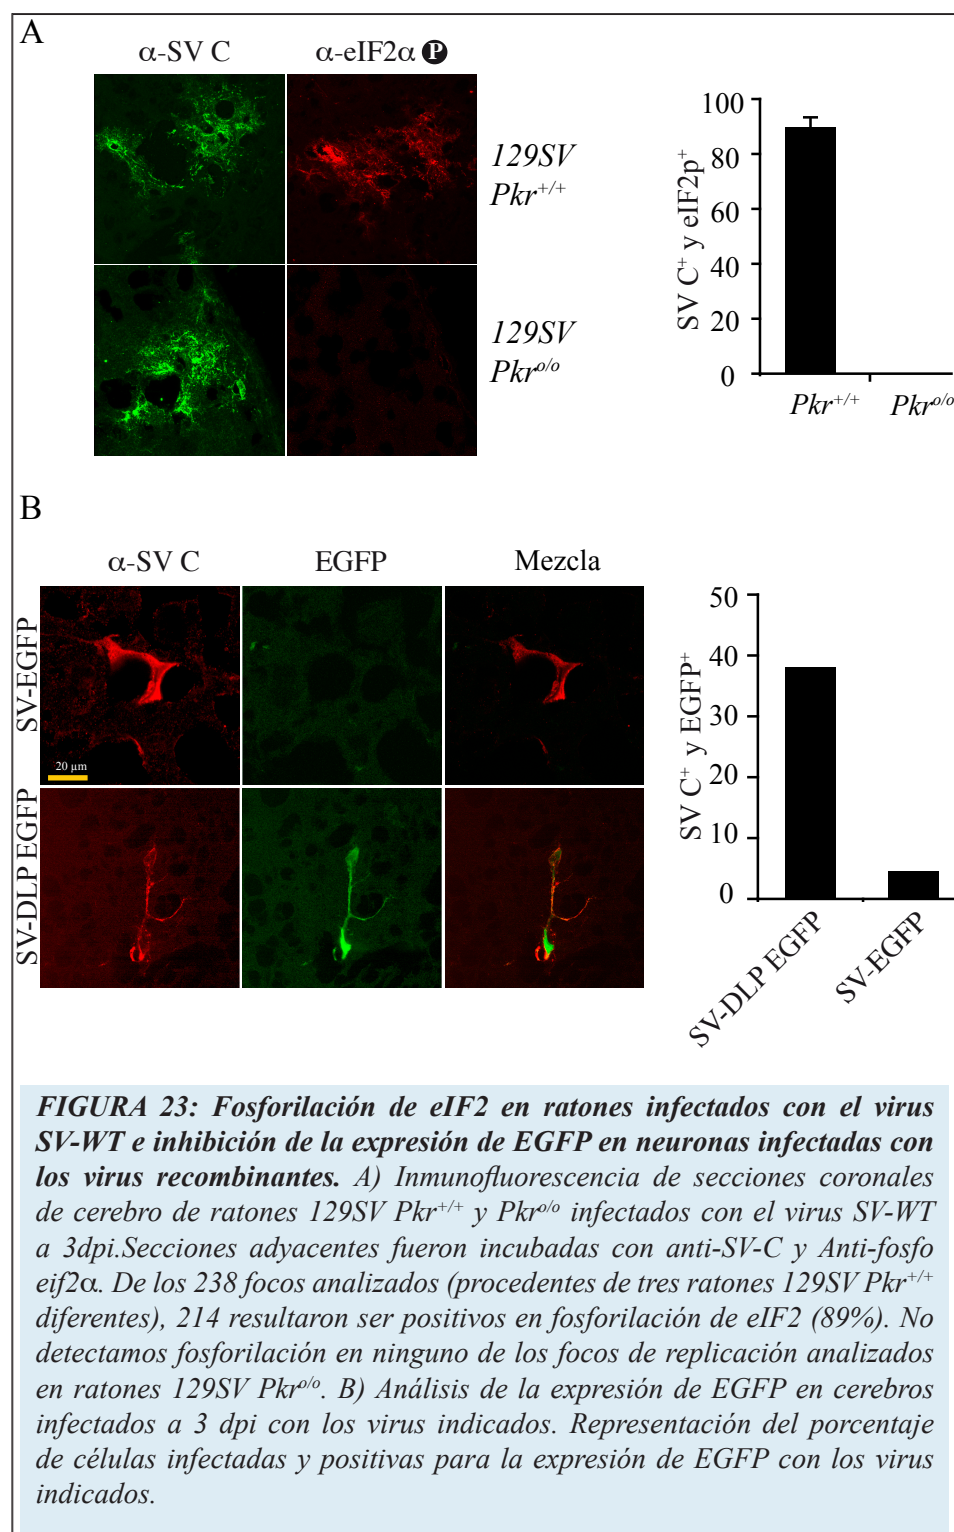 A
α-SV C
α-eIF2α P
129SV
Pkr+/+
129SV
Pkro/o
SV C+ y eIF2p+
100
80
60
40
20
0
Pkr+/+
Pkro/o
B
α-SV C
EGFP
Mezcla
SV-EGFP
20 µm
SV-DLP EGFP
SV C+ y EGFP+
50
40
30
20
10
0
SV-DLP EGFP
SV-EGFP
FIGURA 23: Fosforilación de eIF2 en ratones infectados con el virus
SV-WT e inhibición de la expresión de EGFP en neuronas infectadas con
los virus recombinantes. A) Inmunofluorescencia de secciones coronales
de cerebro de ratones 129SV Pkr+/+ y Pkro/o infectados con el virus SV-WT
a 3dpi.Secciones adyacentes fueron incubadas con anti-SV-C y Anti-fosfo
eif2α. De los 238 focos analizados (procedentes de tres ratones 129SV Pkr+/+
diferentes), 214 resultaron ser positivos en fosforilación de eIF2 (89%). No
detectamos fosforilación en ninguno de los focos de replicación analizados
en ratones 129SV Pkro/o. B) Análisis de la expresión de EGFP en cerebros
infectados a 3 dpi con los virus indicados. Representación del porcentaje
de células infectadas y positivas para la expresión de EGFP con los virus
indicados.